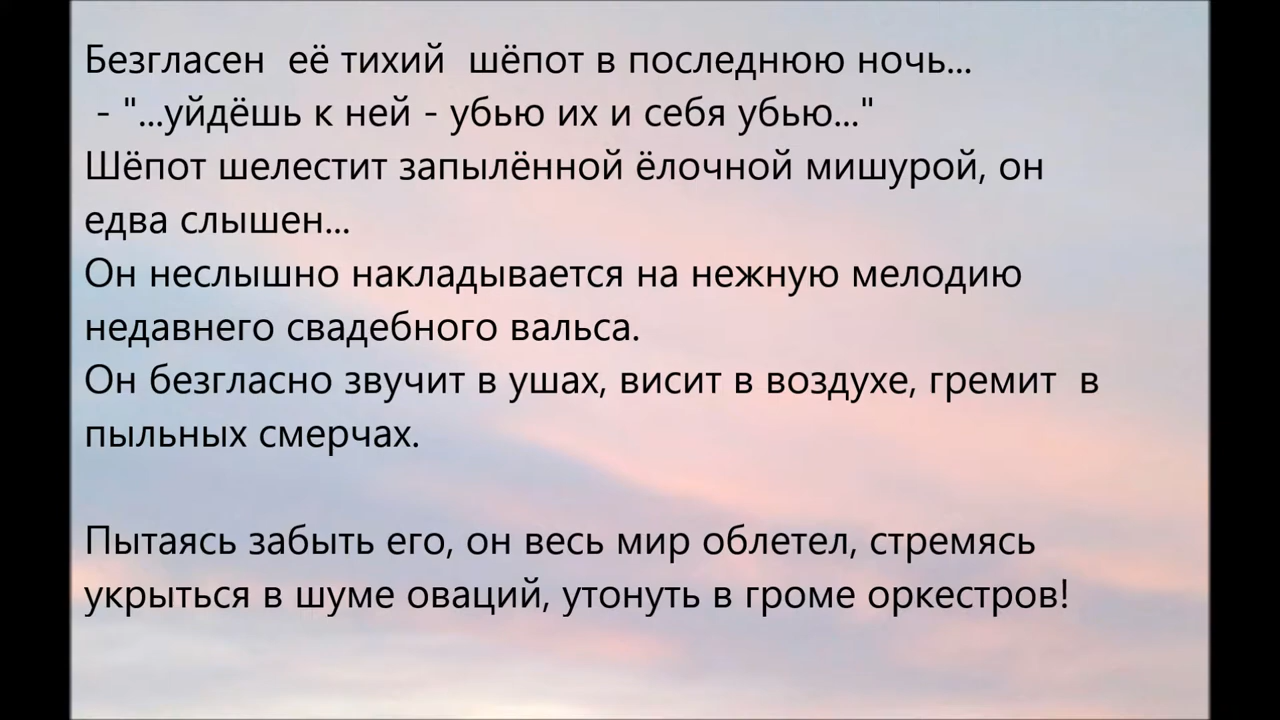 Безгласен  её тихий  шёпот в последнюю ночь...
- "...уйдёшь к ней - убью их и себя убью..."
Шёпот шелестит запылённой ёлочной мишурой, он
едва слышен...
Он неслышно накладывается на нежную мелодию
недавнего свадебного вальса.
Он безгласно звучит в ушах, висит в воздухе, гремит  в
пыльных смерчах.
Пытаясь забыть его, он весь мир облетел, стремясь
укрыться в шуме оваций, утонуть в громе оркестров!